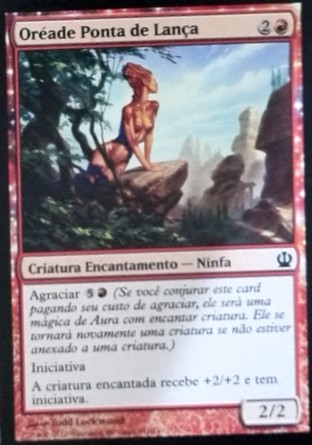 Oréade Ponta de Lança 2
Criatura Encantamento — Ninfa
Agraciar 5 (Se você conjurar este card
pagando seu custo de agraciar, ele será uma
mágica de Aura com encantar criatura. Ele se
tornará novamente uma criatura se não estiver
anexado a uma criatura.)
Iniciativa
A criatura encantada recebe +2/+2 e tem
iniciativa.
Todd Lockwood
2/2